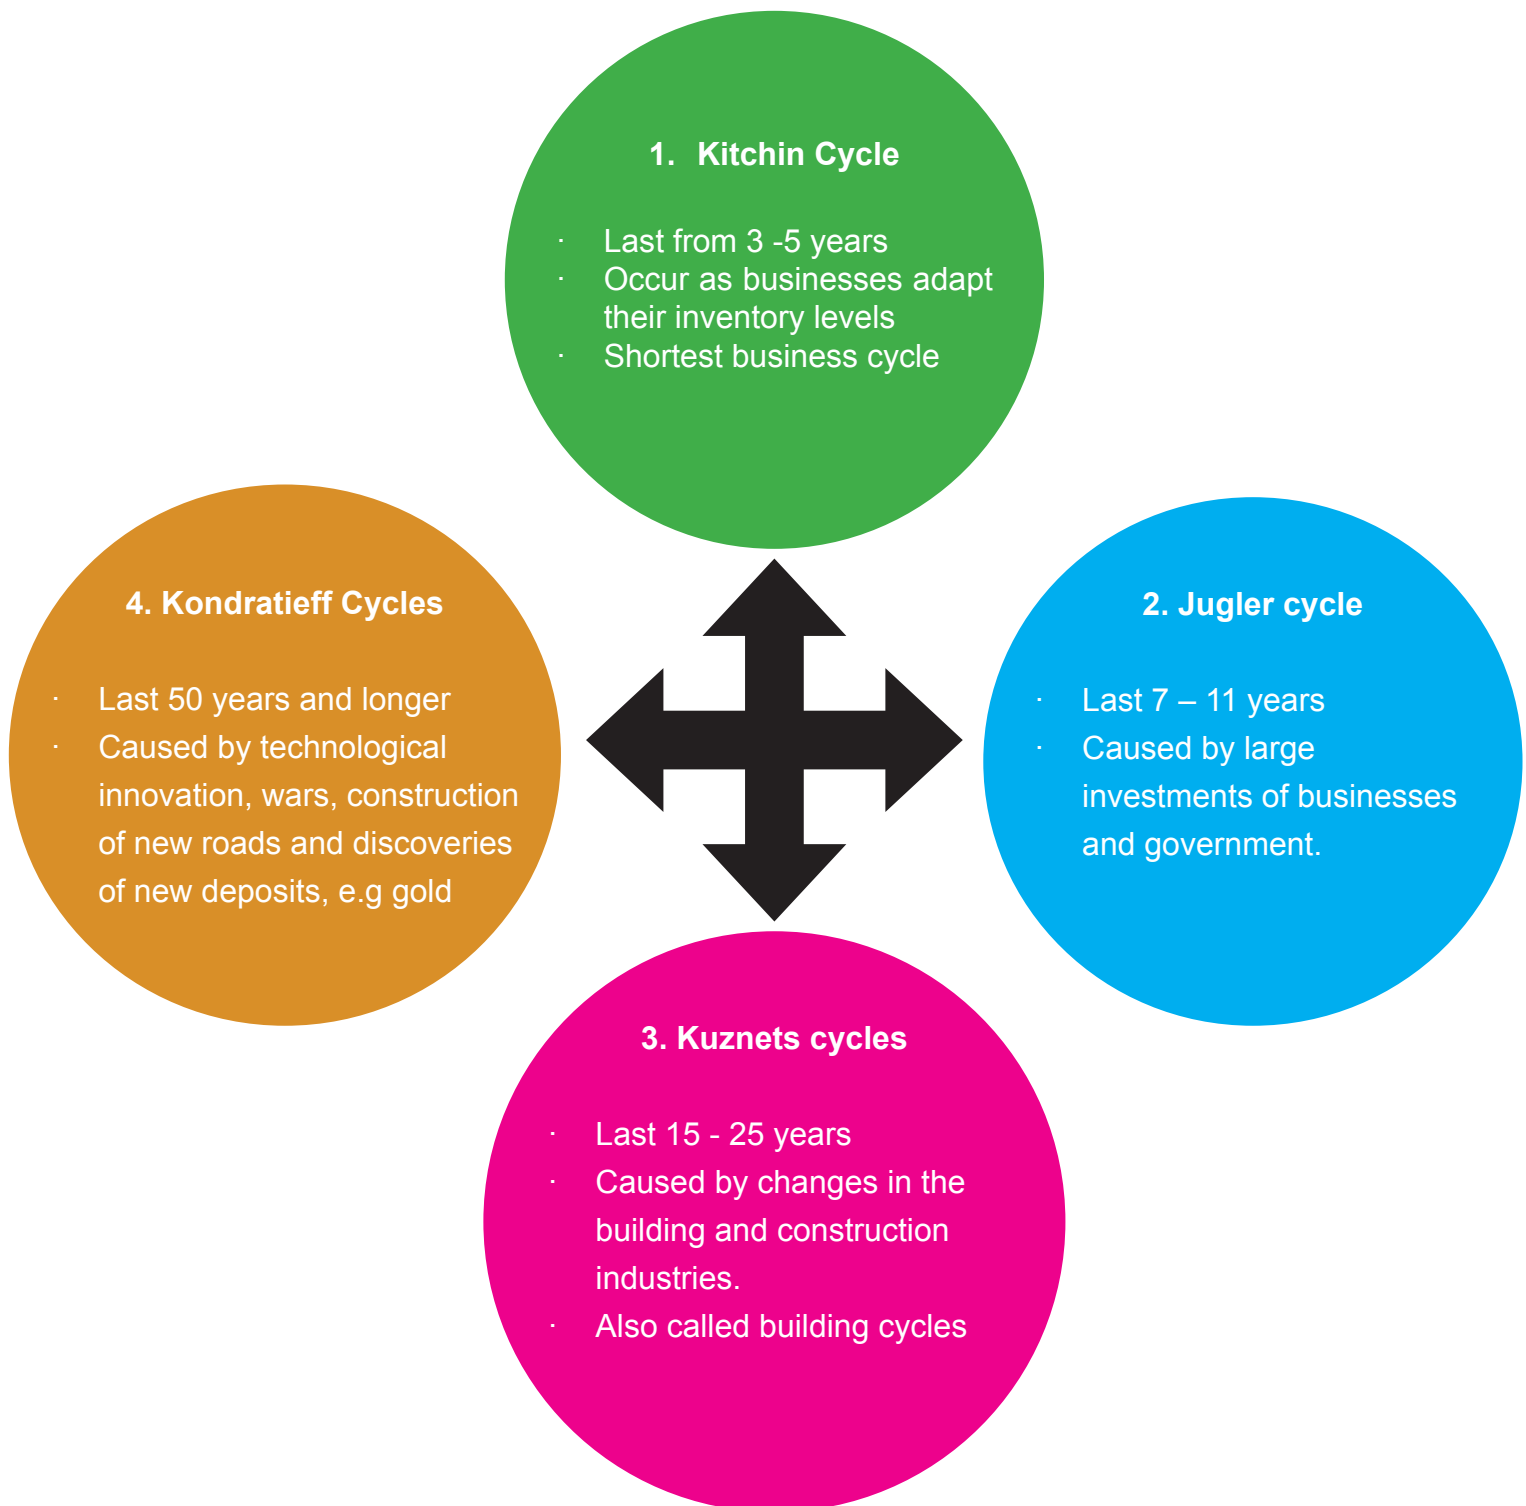 1. Kitchin Cycle
· Last from 3 -5 years
· Occur as businesses adapt
their inventory levels
· Shortest business cycle
2. Jugler cycle
· Last 7 – 11 years
· Caused by large
investments of businesses
and government.
3. Kuznets cycles
· Last 15 - 25 years
· Caused by changes in the
building and construction
industries.
· Also called building cycles
4. Kondratieff Cycles
· Last 50 years and longer
· Caused by technological
innovation, wars, construction
of new roads and discoveries
of new deposits, e.g gold